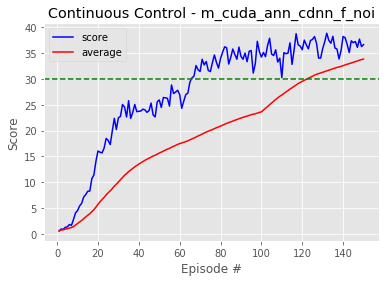 Continuous Control - m_cuda_ann_cdnn_f_noi
score
average
40
35
30
25
20
15
10
5
0
Score
0 20 40 60 80 100 120 140
Episode #